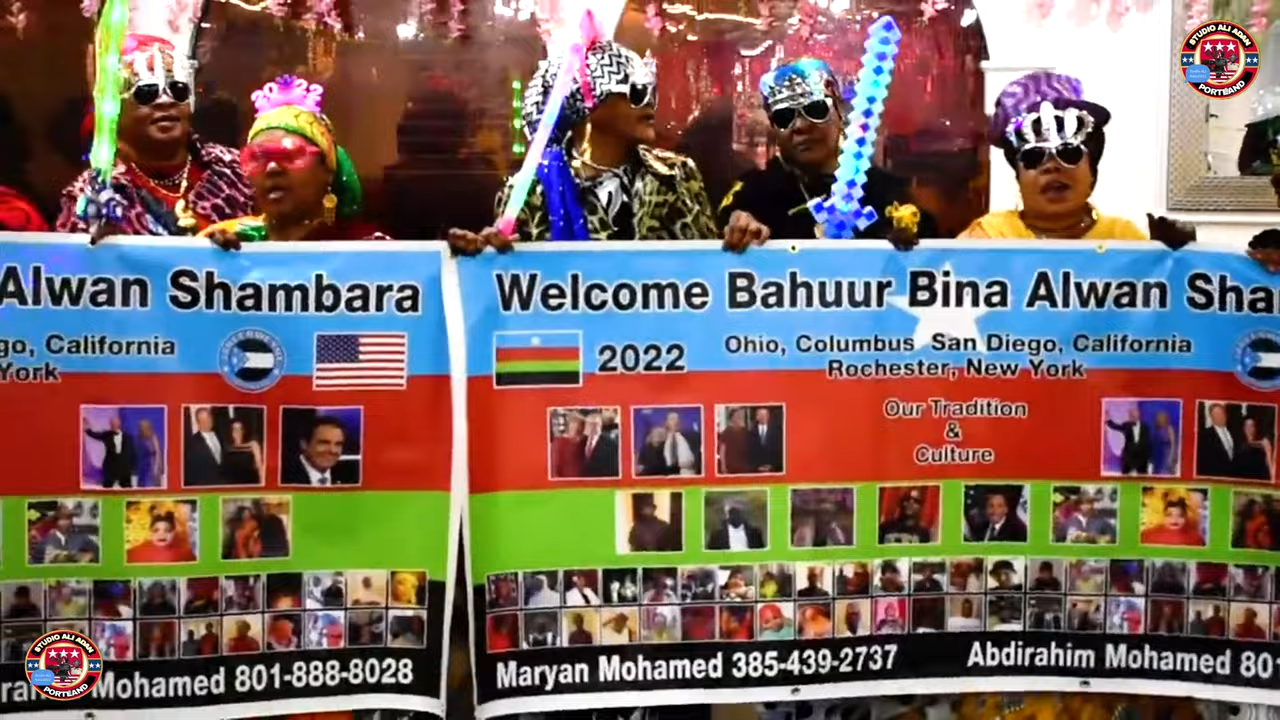 STUDIO ALI ADAN
PORTLAND
2022
Alwan Shambara
go, California
York
Mohamed 801-888-8028
Welcome Bahuur Bina Alwan Sha
2022
Ohio, Columbus San Diego, California
Rochester, New York
Our Tradition
&
Culture
Maryan Mohamed 385-439-2737
Abdirahim Mohamed 80
STUDIO ALI ADAN
PORTLAND